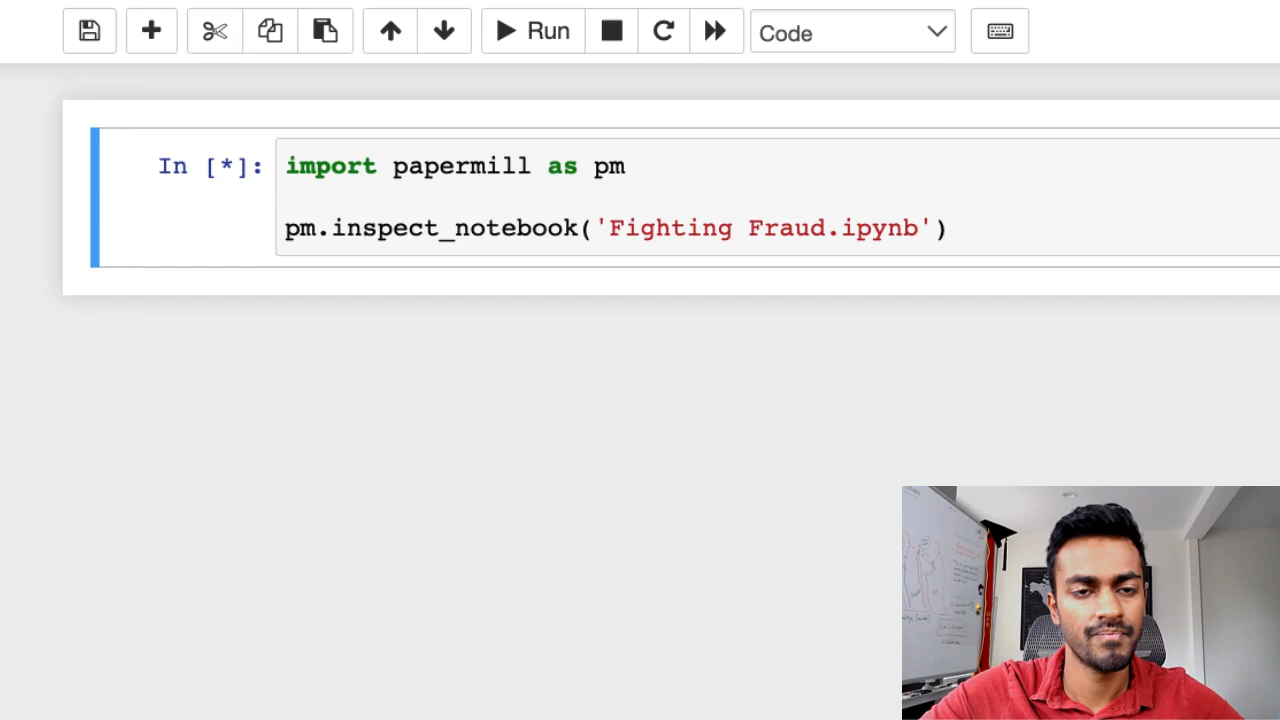 Run
Code
In [*]:
import papermill as pm
pm.inspect_notebook('Fighting Fraud.ipynb')